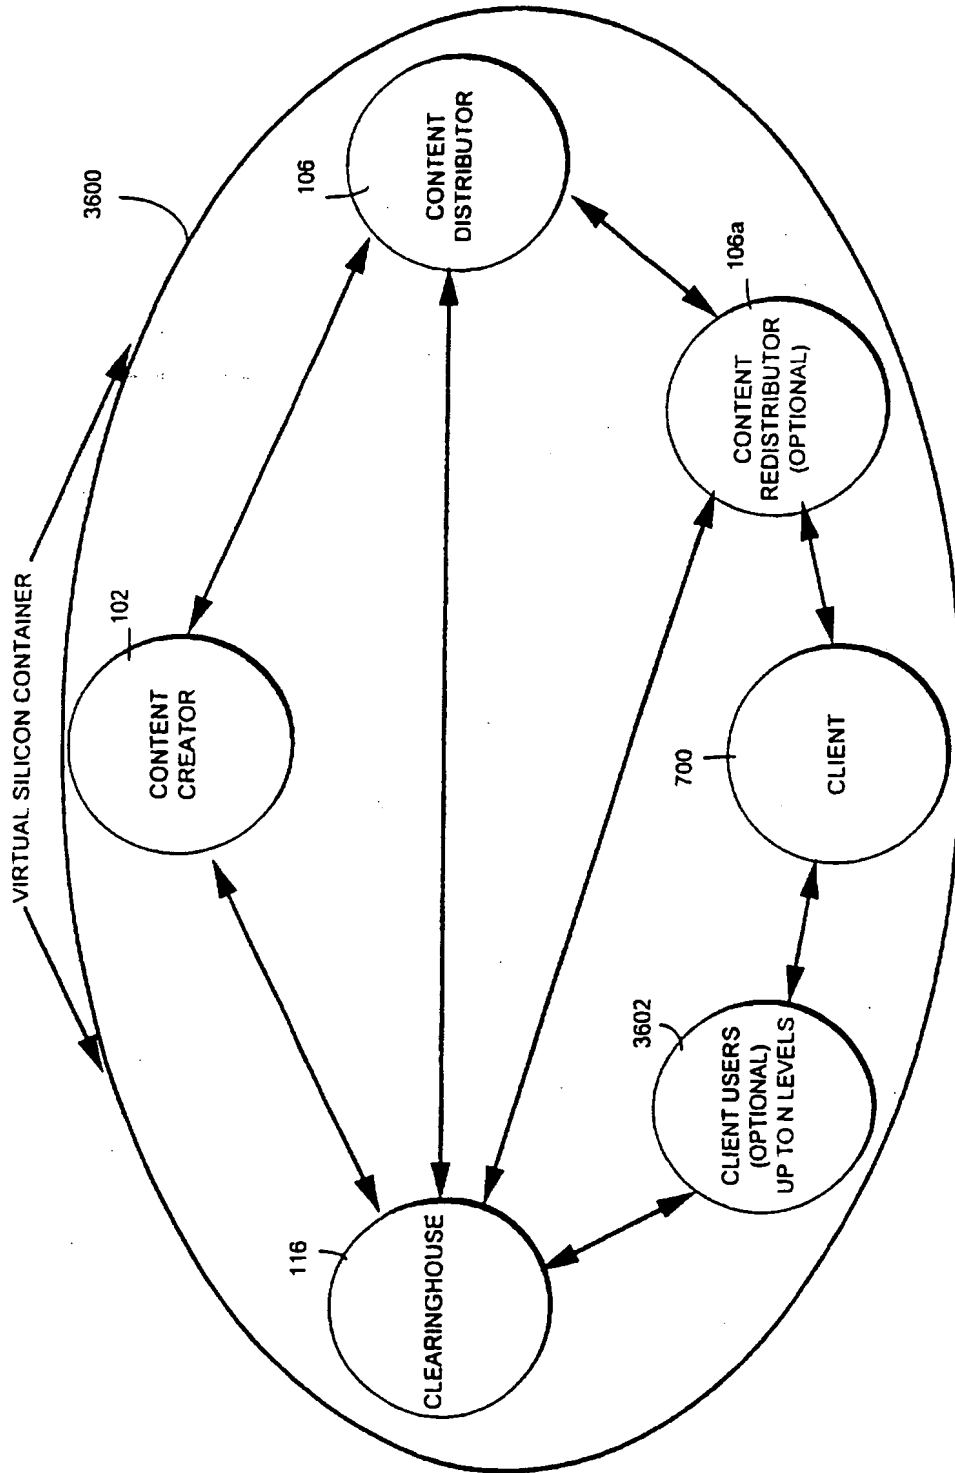 VIRTUAL SILICON CONTAINER
3600
102
CONTENT
CREATOR
106
CONTENT
DISTRIBUTOR
116
CLEARINGHOUSE
106a
CONTENT
REDISTRIBUTOR
(OPTIONAL)
3602
CLIENT USERS
(OPTIONAL)
UP TO N LEVELS
700
CLIENT